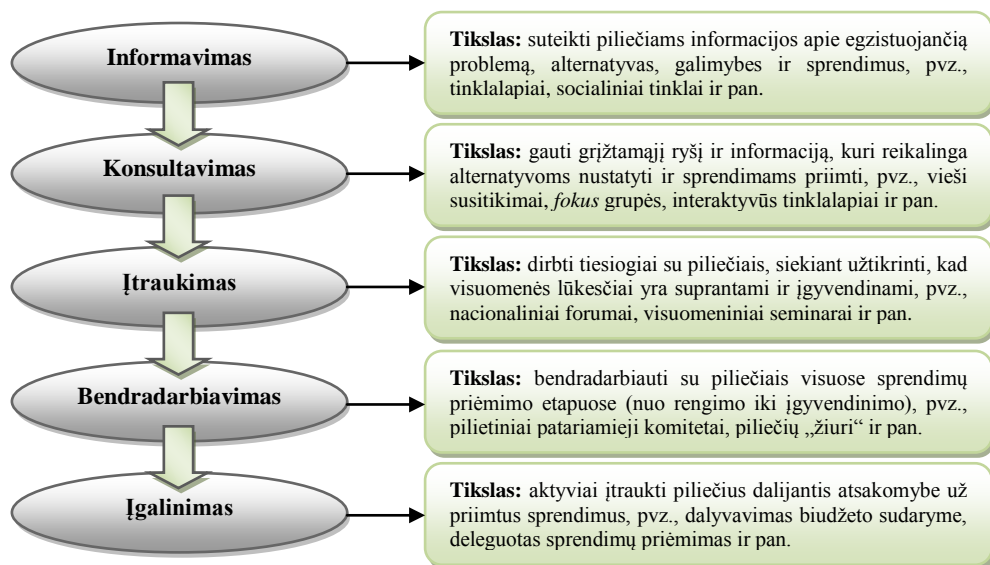 Informavimas
Tikslas: suteikti piliečiams informacijos apie egzistuojančią
problemą, alternatyvas, galimybes ir sprendimus, pvz.,
tinklalapiai, socialiniai tinklai ir pan.
Konsultavimas
Tikslas: gauti grįžtamąjį ryšį ir informaciją, kuri reikalinga
alternatyvoms nustatyti ir sprendimams priimti, pvz., vieši
susitikimai, fokus grupės, interaktyvūs tinklalapiai ir pan.
Įtraukimas
Tikslas: dirbti tiesiogiai su piliečiais, siekiant užtikrinti, kad
visuomenės lūkesčiai yra suprantami ir įgyvendinami, pvz.,
nacionaliniai forumai, visuomeniniai seminarai ir pan.
Bendradarbiavimas
Tikslas: bendradarbiauti su piliečiais visuose sprendimų
priėmimo etapuose (nuo rengimo iki įgyvendinimo), pvz.,
pilietiniai patariamieji komitetai, piliečių „žiuri“ ir pan.
Įgalinimas
Tikslas: aktyviai įtraukti piliečius dalijantis atsakomybe už
priimtus sprendimus, pvz., dalyvavimas biudžeto sudaryme,
deleguotas sprendimų priėmimas ir pan.